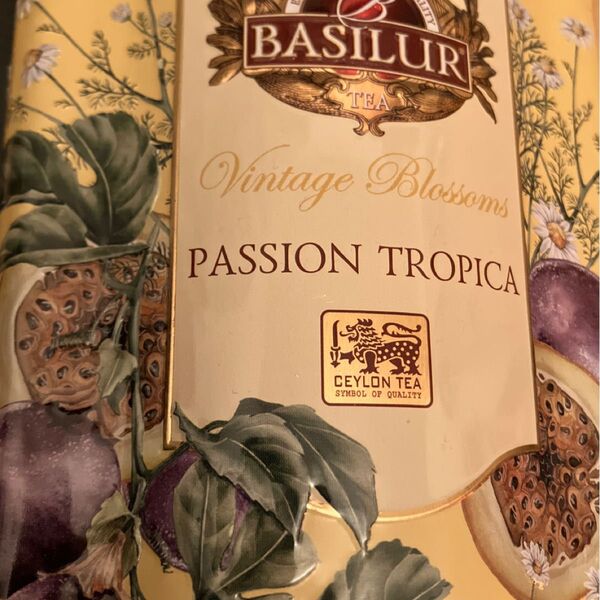 BASILUR
TEA
Vintage Blossoms
PASSION TROPICA
CEYLON TEA
SYMBOL OF QUALITY